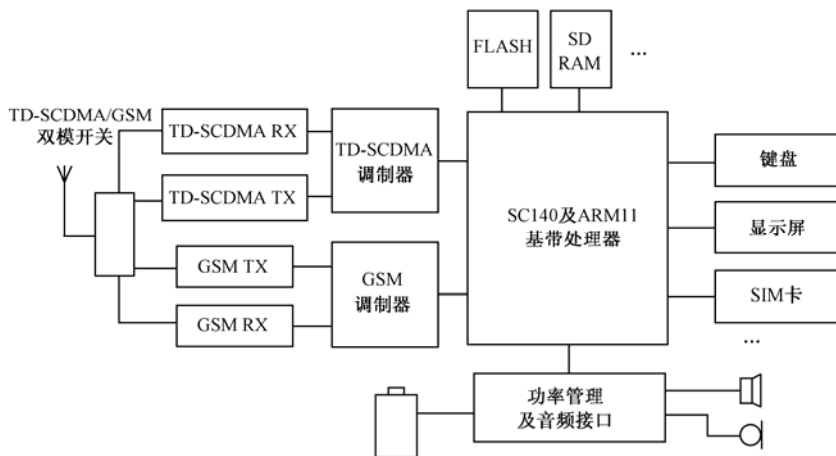 FLASH
SD
RAM
...
TD-SCDMA/GSM
双模开关
TD-SCDMA RX
TD-SCDMA TX
TD-SCDMA
调制器
GSM TX
GSM RX
GSM
调制器
SC140及ARM11
基带处理器
键盘
显示屏
SIM卡
...
功率管理
及音频接口